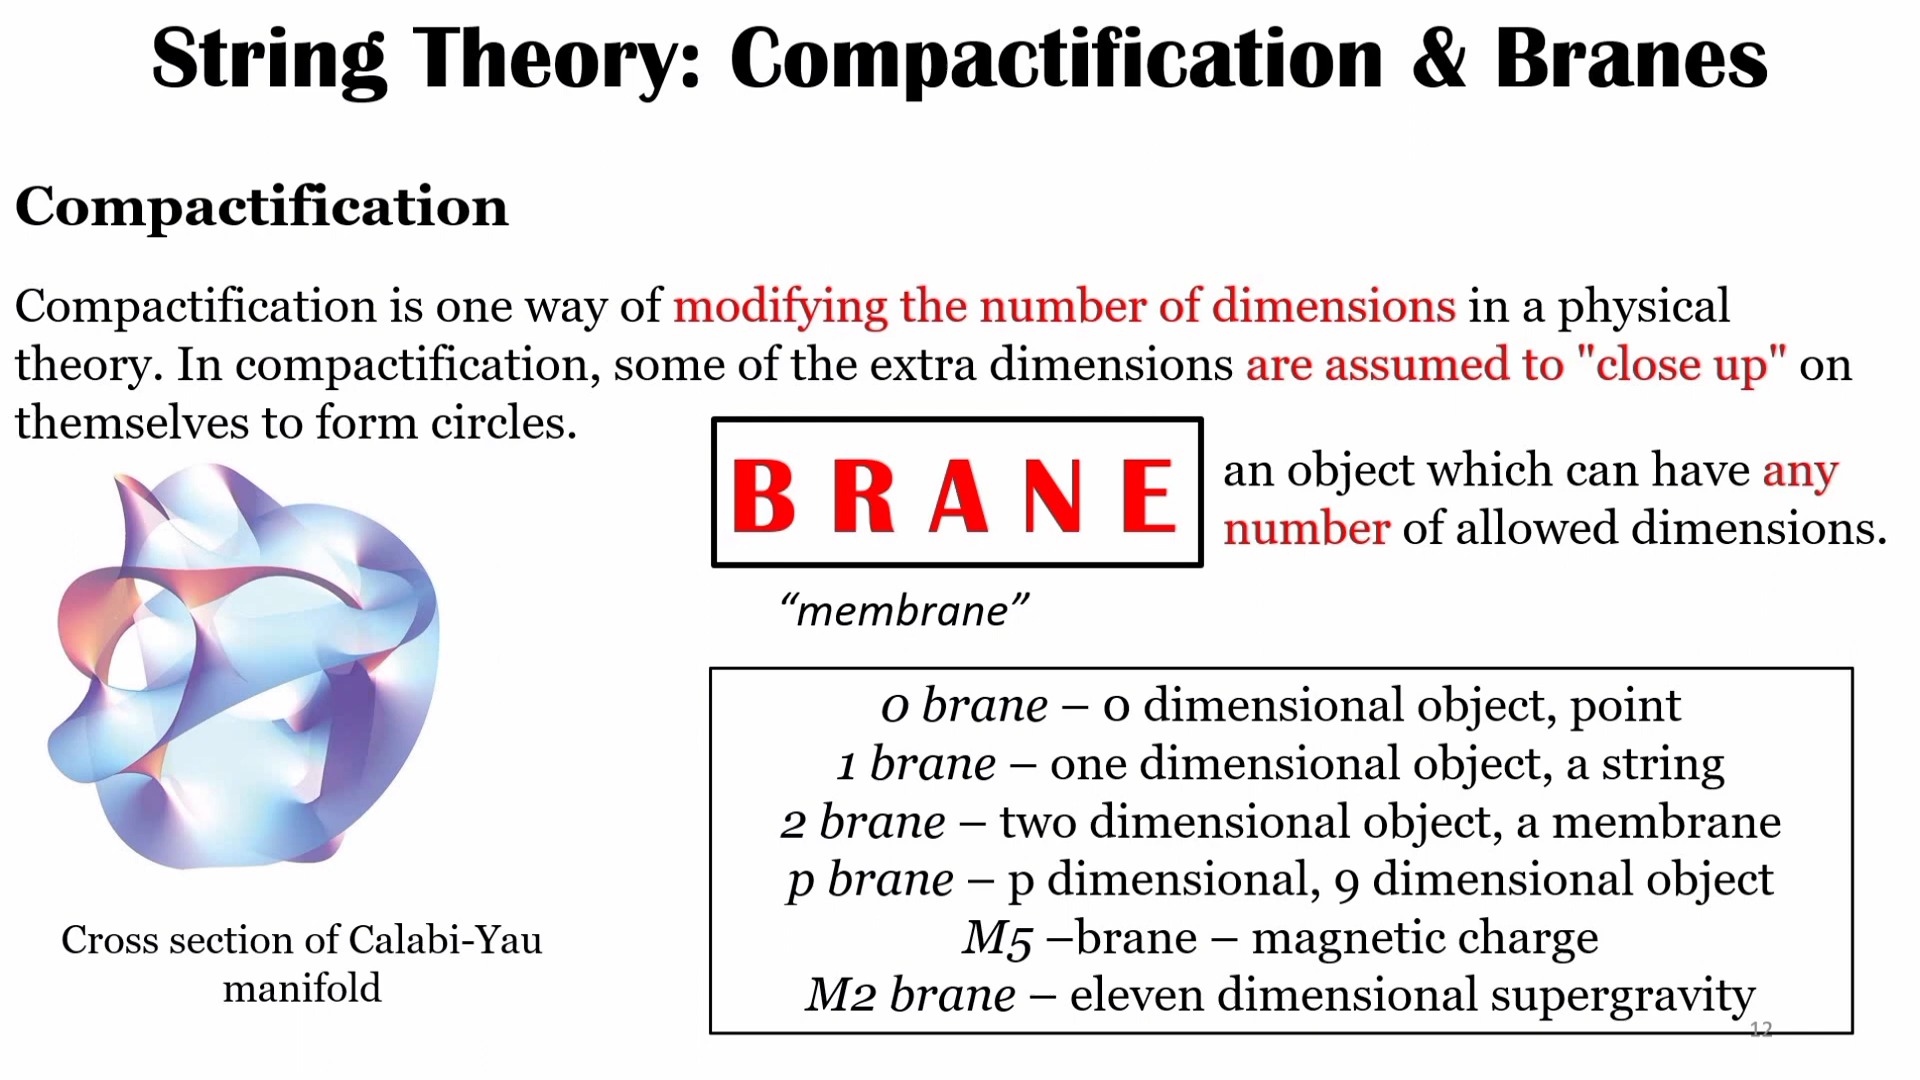 String Theory: Compactification & Branes
Compactification
Compactification is one way of modifying the number of dimensions in a physical
theory. In compactification, some of the extra dimensions are assumed to "close up" on
themselves to form circles.
B R A N E
an object which can have any
number of allowed dimensions.
“membrane”
0 brane – 0 dimensional object, point
1 brane – one dimensional object, a string
2 brane – two dimensional object, a membrane
p brane – p dimensional, 9 dimensional object
M5 –brane – magnetic charge
M2 brane – eleven dimensional supergravity
Cross section of Calabi-Yau
manifold
12